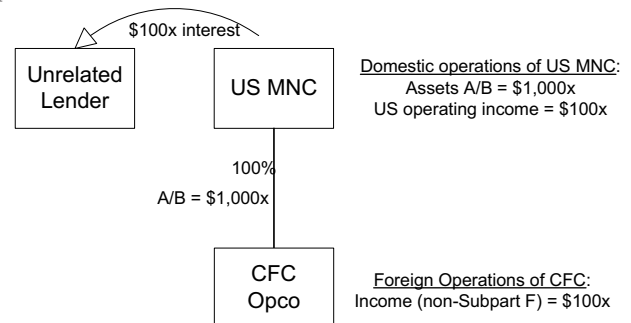 $100x interest
Unrelated
Lender
US MNC
Domestic operations of US MNC:
Assets A/B = $1,000x
US operating income = $100x
100%
A/B = $1,000x
CFC
Opco
Foreign Operations of CFC:
Income (non-Subpart F) = $100x